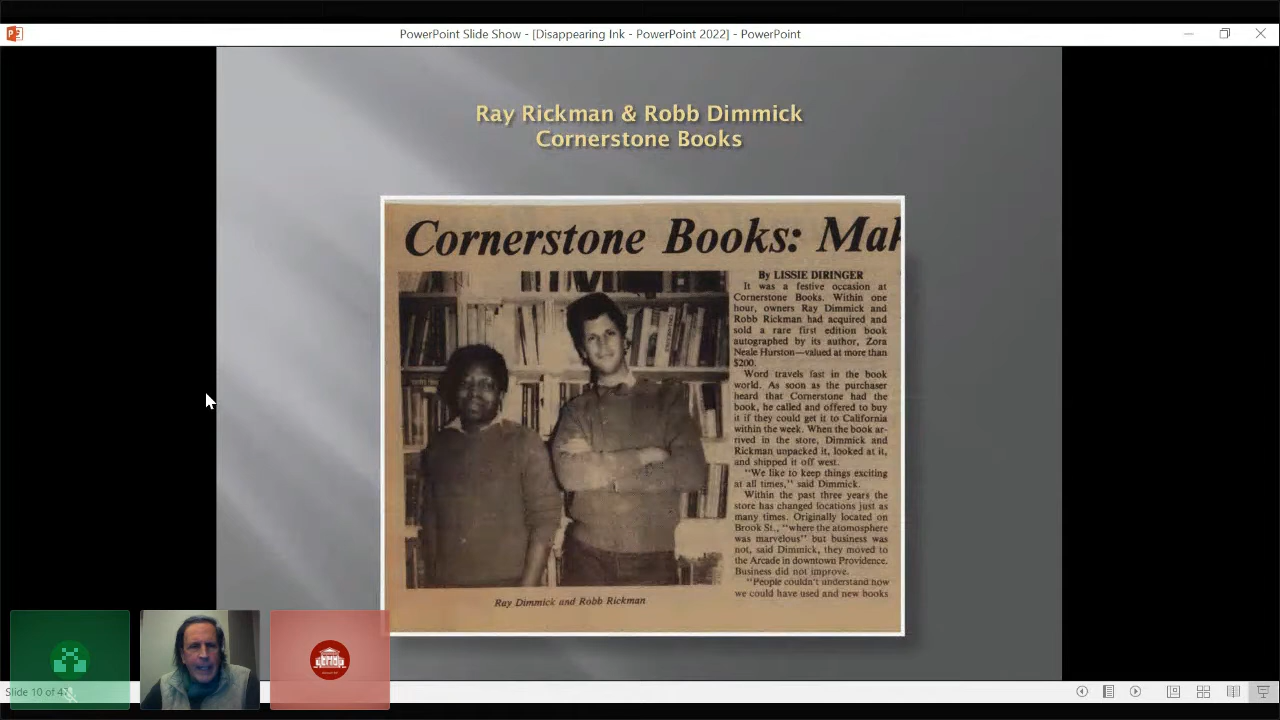 PowerPoint Slide Show - [Disappearing Ink - PowerPoint 2022] - PowerPoint
Ray Rickman & Robb Dimmick
Cornerstone Books
Cornerstone Books: Mak
By LISSIE DIRINGER
It was a festive occasion at
Cornerstone Books. Within one
hour, owners Ray Dimmick and
Robb Rickman had acquired and
sold a rare first edition book
autographed by its author, Zora
Neale Hurston—valued at more than
$200.
Word travels fast in the book
world. As soon as the purchaser
heard that Cornerstone had the
book, he called and offered to buy
it if they could get it to California
within the week. When the book ar-
rived in the store, Dimmick and
Rickman unpacked it, looked at it,
and shipped it off west.
"We like to keep things exciting
at all times," said Dimmick.
Within the past three years the
store has changed locations just as
many times. Originally located on
Brook St., "where the atomosphere
was marvelous" but business was
not, said Dimmick, they moved to
the Arcade in downtown Providence.
Business did not improve.
"People couldn't understand how
we could have used and new books
Ray Dimmick and Robb Rickman
Slide 10 of 47